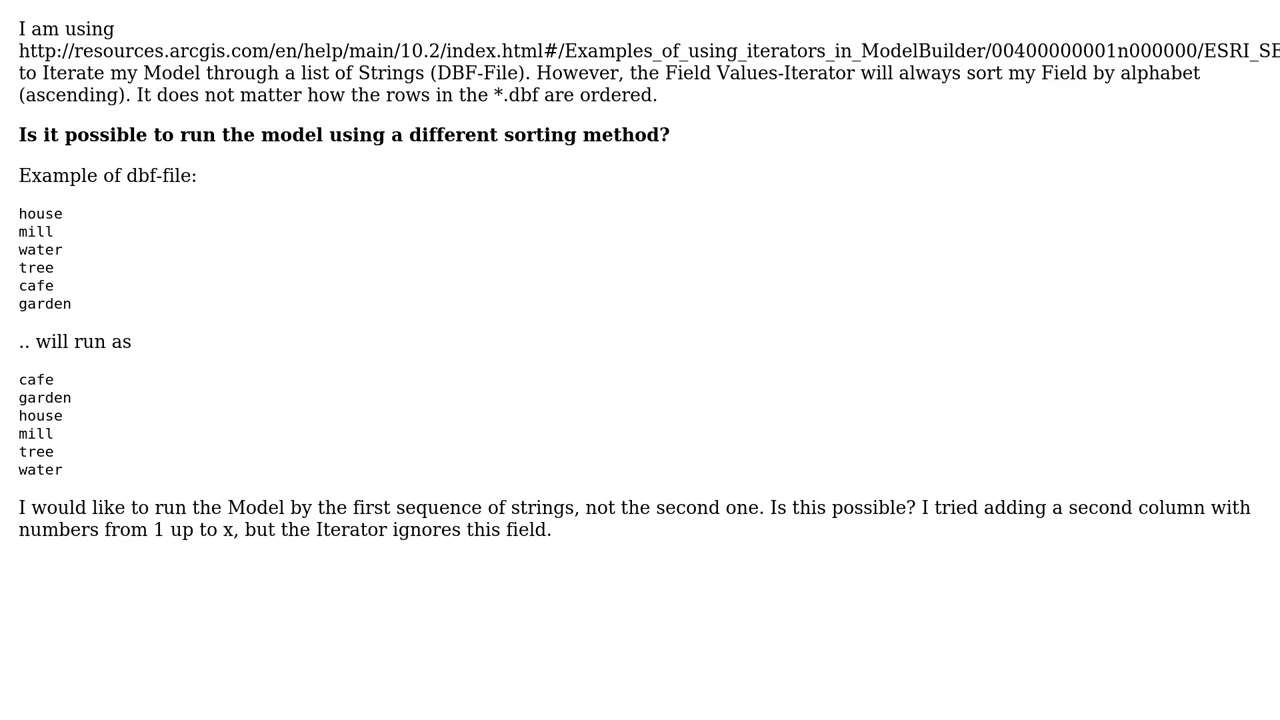 I am using
http://resources.arcgis.com/en/help/main/10.2/index.html#/Examples_of_using_iterators_in_ModelBuilder/00400000001n000000/ESRI_SE
to Iterate my Model through a list of Strings (DBF-File). However, the Field Values-Iterator will always sort my Field by alphabet
(ascending). It does not matter how the rows in the *.dbf are ordered.
Is it possible to run the model using a different sorting method?
Example of dbf-file:
house
mill
water
tree
cafe
garden
.. will run as
cafe
garden
house
mill
tree
water
I would like to run the Model by the first sequence of strings, not the second one. Is this possible? I tried adding a second column with
numbers from 1 up to x, but the Iterator ignores this field.